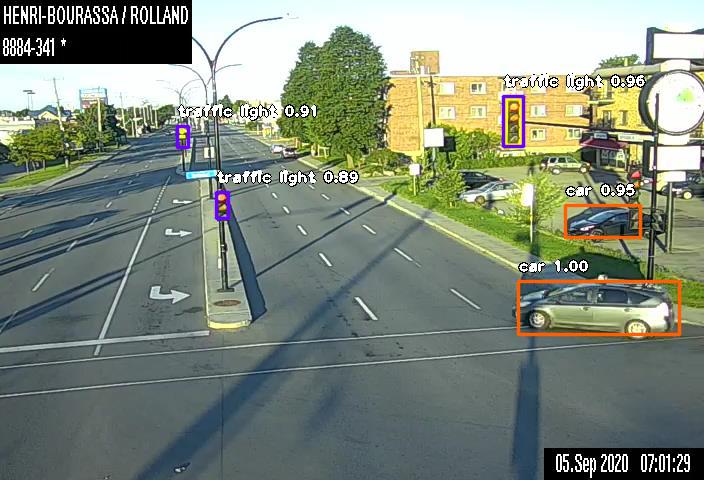 HENRI-BOURASSA / ROLLAND
8884-341 *
traffic light 0.96
traffic light 0.91
traffic light 0.89
car 0.95
car 1.00
05.Sep 2020 07:01:29